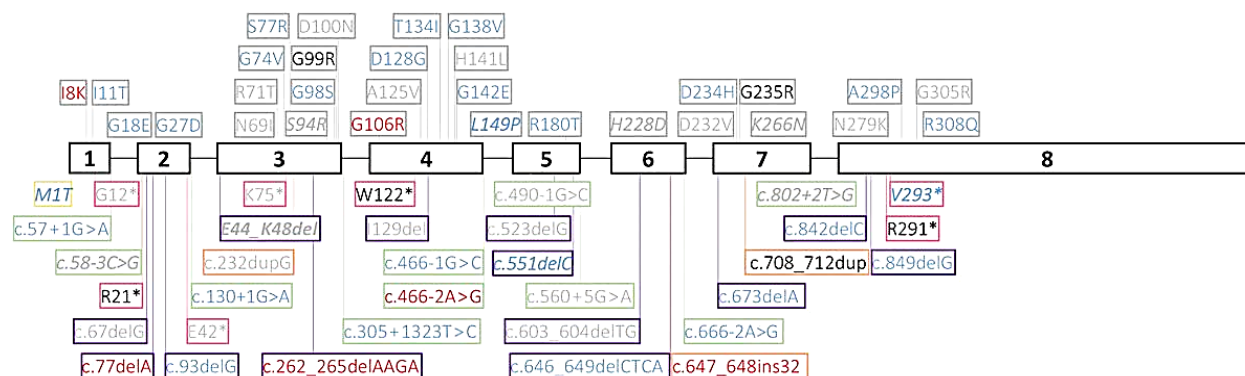 S77R D100N T134I G138V
G74V G99R D128G H141L
I8K I11T R71T G98S A125V G142E D234H G235R A298P G305R
G18E G27D N69I S94R G106R L149P R180T H228D D232V K266N N279K R308Q
1 2 3 4 5 6 7 8
M1T G12* K75* W122* c.490-1G>C c.802+2T>G V293*
c.57+1G>A E44_K48del I129del c.523delG c.842delC R291*
c.58-3C>G c.232dupG c.466-1G>C c.551delC c.708_712dup c.849delG
R21* c.130+1G>A c.466-2A>G c.560+5G>A c.673delA
c.67delG E42* c.305+1323T>C c.603_604delTG c.666-2A>G
c.77delA c.93delG c.262_265delAAGA c.646_649delCTCA c.647_648ins32